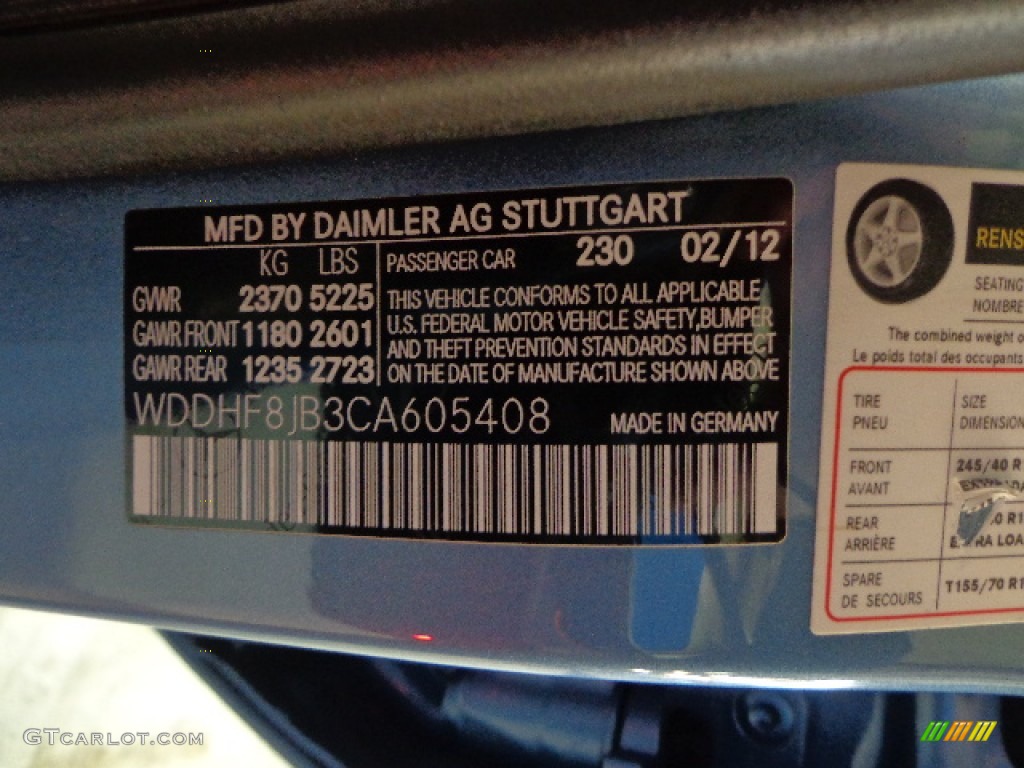 MFD BY DAIMLER AG STUTTGART
KG LBS
GVWR 2370 5225
GAWR FRONT 1180 2601
GAWR REAR 1235 2723
PASSENGER CAR 230 02/12
THIS VEHICLE CONFORMS TO ALL APPLICABLE
U.S. FEDERAL MOTOR VEHICLE SAFETY,BUMPER
AND THEFT PREVENTION STANDARDS IN EFFECT
ON THE DATE OF MANUFACTURE SHOWN ABOVE
WDDHF8JB3CA605408 MADE IN GERMANY
RENS
SEATING
NOMBRE
The combined weight o
Le poids total des occupants
TIRE SIZE
PNEU DIMENSION
FRONT 245/40 R
AVANT
REAR
ARRIÈRE
SPARE T155/70 R1
DE SECOURS
GTCARLOT.COM